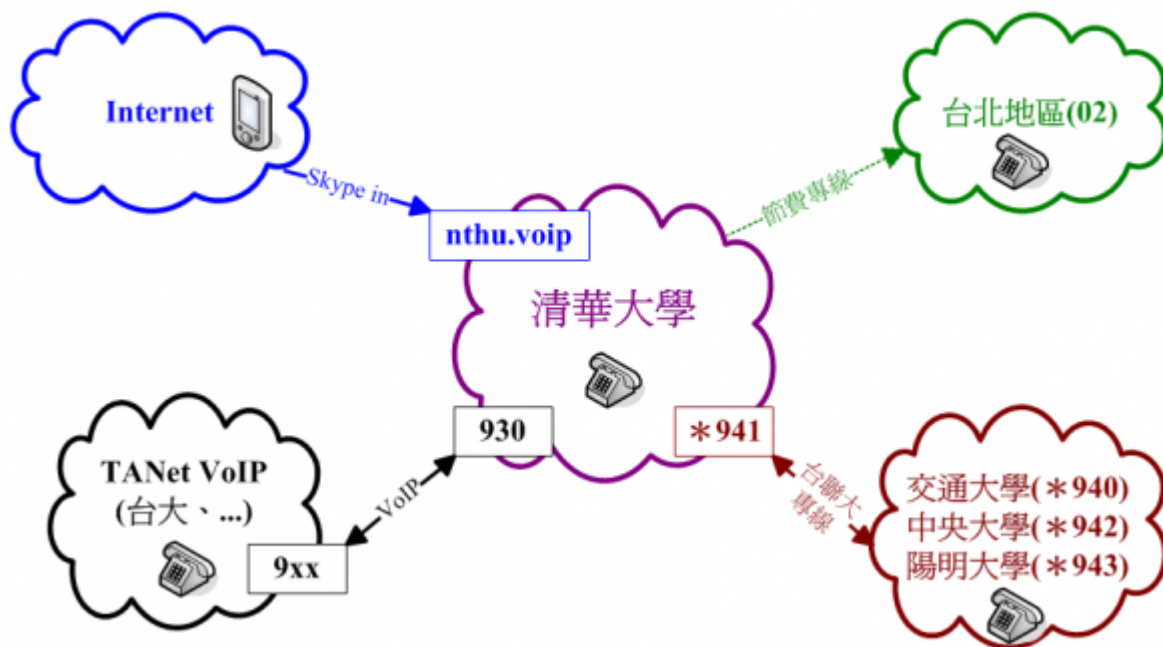 Internet
台北地區(02)
Skype in
節費專線
nthu.voip
清華大學
930
＊941
TANet VoIP
(台大、...)
VoIP
9xx
台聯大
專線
交通大學(＊940)
中央大學(＊942)
陽明大學(＊943)